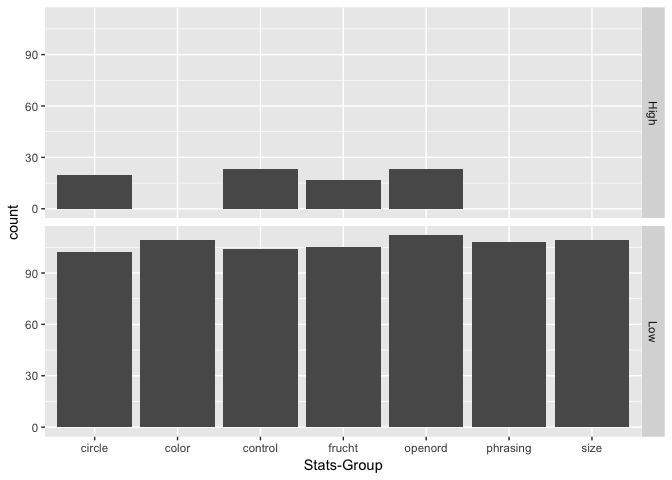 90
60
30
0
High
count
90
60
30
0
Low
circle color control frucht openord phrasing size
Stats-Group